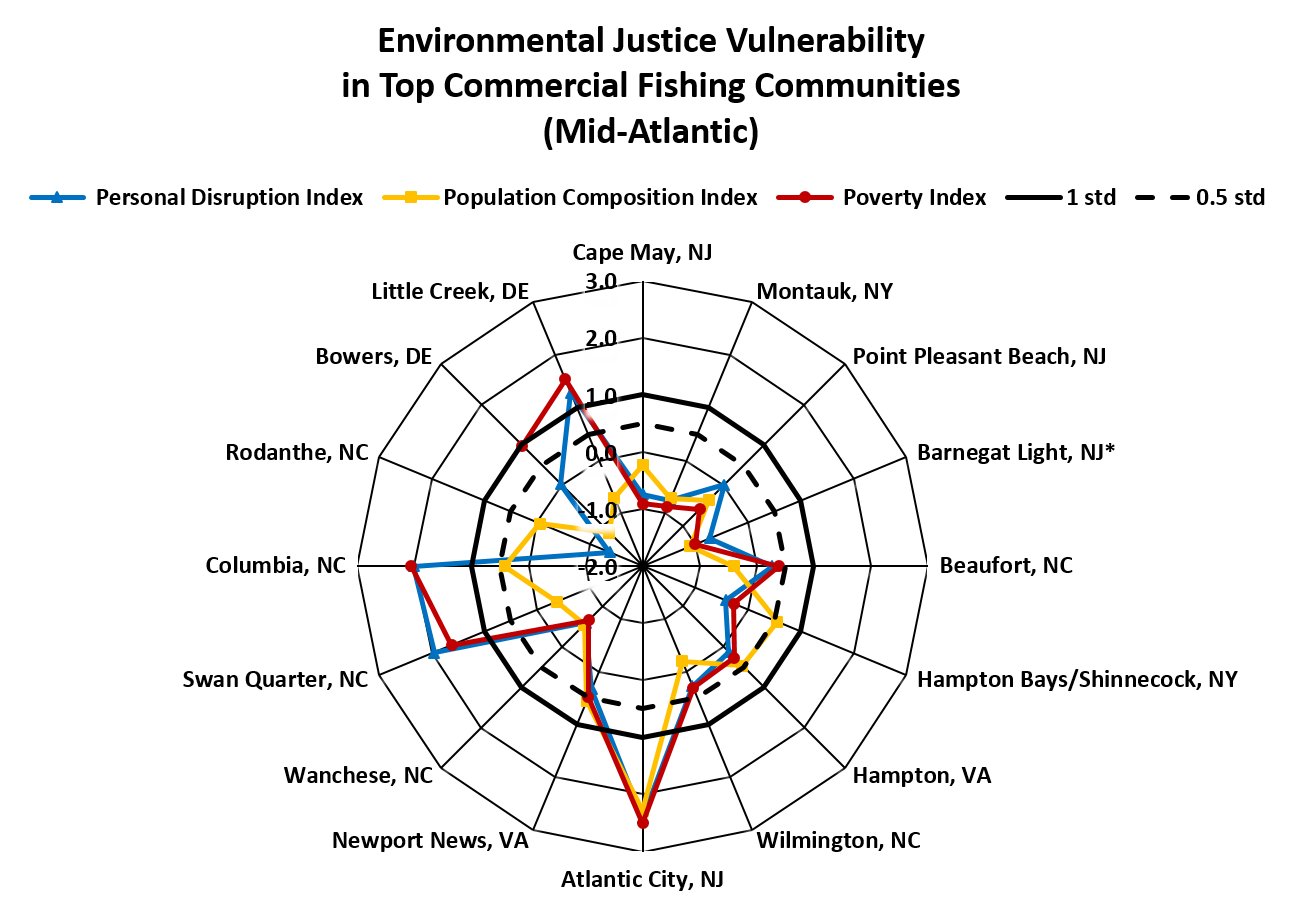 Environmental Justice Vulnerability
in Top Commercial Fishing Communities
(Mid-Atlantic)
Personal Disruption Index Population Composition Index Poverty Index 1 std 0.5 std
Cape May, NJ
3.0
Little Creek, DE
Montauk, NY
2.0
Bowers, DE
Point Pleasant Beach, NJ
1.0
Rodanthe, NC
0.0
Barnegat Light, NJ*
-1.0
Columbia, NC
-2.0
Beaufort, NC
Swan Quarter, NC
Hampton Bays/Shinnecock, NY
Wanchese, NC
Hampton, VA
Newport News, VA
Wilmington, NC
Atlantic City, NJ